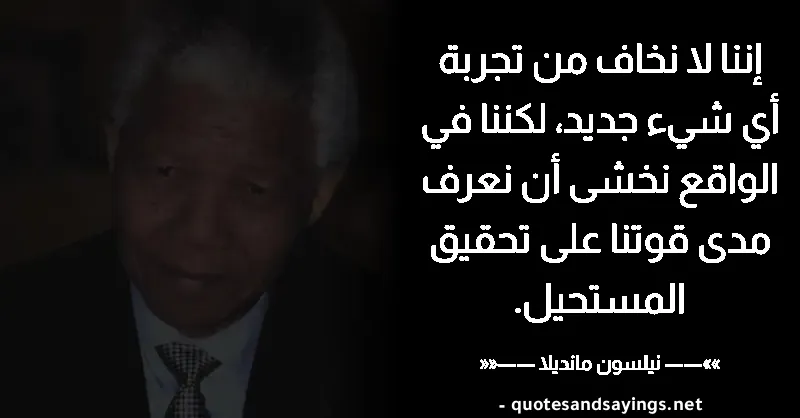 إننا لا نخاف من تجربة
أي شيء جديد، لكننا في
الواقع نخشى أن نعرف
مدى قوتنا على تحقيق
المستحيل.
»»—— نيلسون مانديلا ——««
- quotesandsayings.net